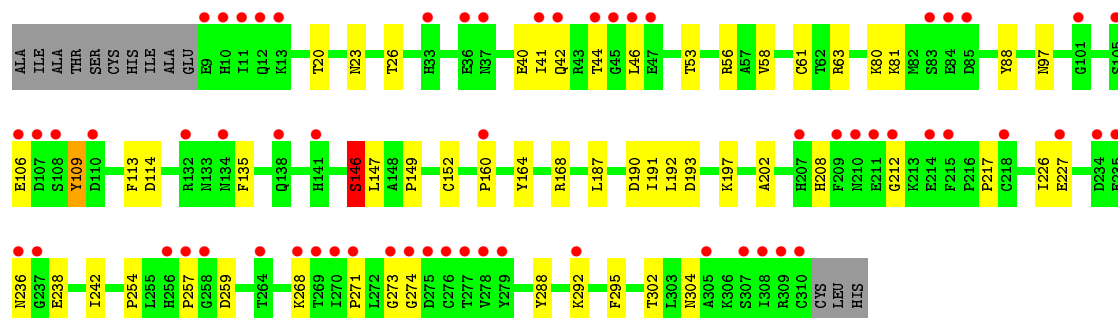 ALA ILE ALA THR SER CYS HIS ILE ALA GLU E9 H10 I11 Q12 K13 T20 N23 T26 H33 E36 N37 E40 I41 Q42 R43 T44 G45 L46 E47 T53 R56 A57 V58 C61 T62 R63 K80 K81 M82 S83 E84 D85 Y88 N97 G101 S105
E106 D107 S108 Y109 D110 F113 D114 R132 N133 N134 F135 Q138 H141 S146 L147 A148 P149 C152 P160 Y164 R168 L187 D190 I191 L192 D193 K197 A202 H207 H208 F209 N210 E211 G212 K213 E214 F215 P216 P217 C218 I226 E227 D234 E235
N236 G237 E238 I242 P254 L255 H256 P257 G258 D259 T264 K268 T269 I270 P271 L272 G273 G274 D275 C276 T277 V278 Y279 Y288 K292 F295 T302 L303 N304 A305 K306 S307 I308 R309 C310 CYS LEU HIS